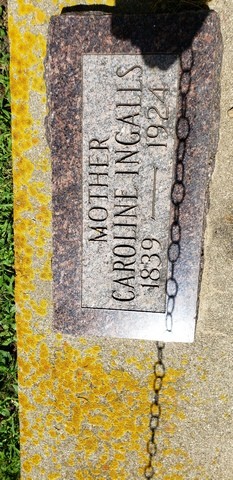 MOTHER
CAROLINE INGALLS
1839 — 1924